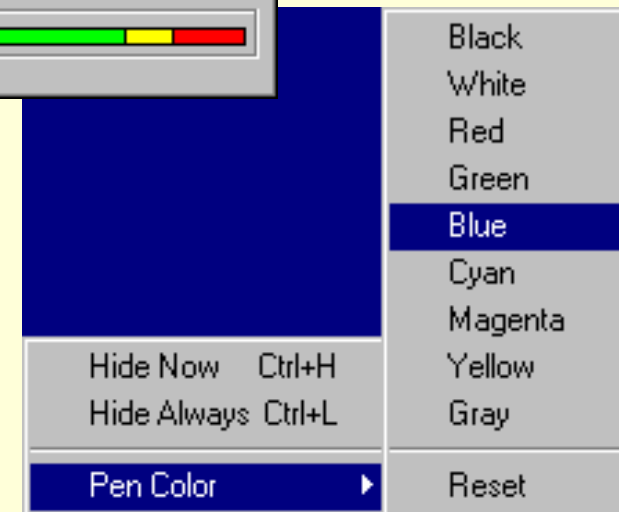 Black
White
Red
Green
Blue
Cyan
Magenta
Yellow
Gray
Reset
Hide Now Ctrl+H
Hide Always Ctrl+L
Pen Color